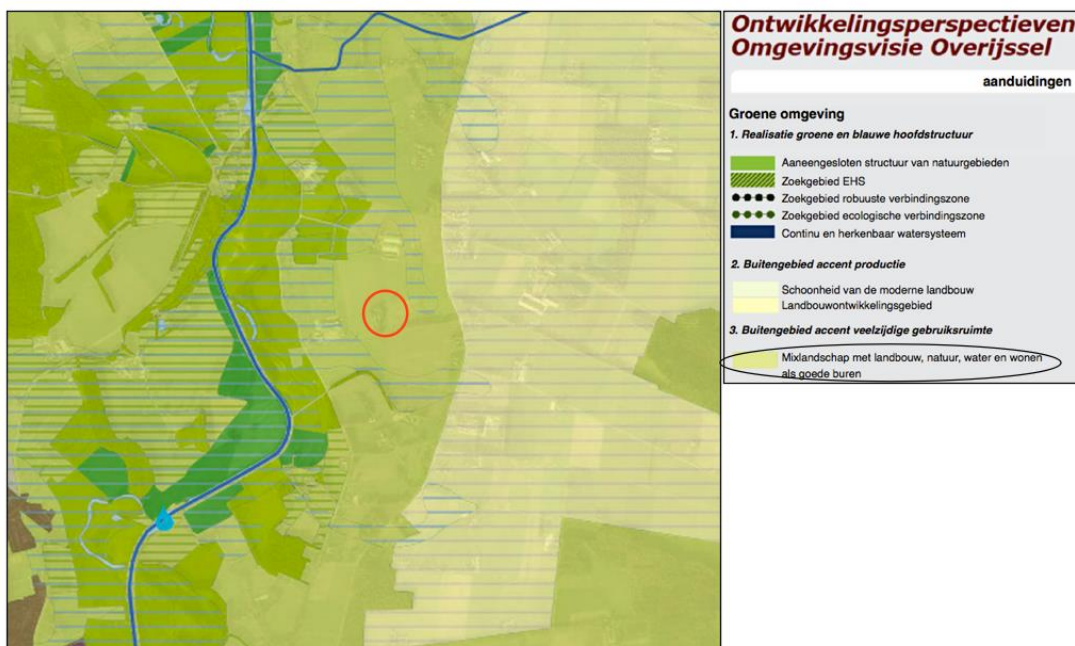 Ontwikkelingsperspectieven
Omgevingsvisie Overijssel
aanduidingen
Groene omgeving
1. Realisatie groene en blauwe hoofdstructuur
Aaneengesloten structuur van natuurgebieden
Zoekgebied EHS
Zoekgebied robuuste verbindingszone
Zoekgebied ecologische verbindingszone
Continu en herkenbaar watersysteem
2. Buitengebied accent productie
Schoonheid van de moderne landbouw
Landbouwontwikkelingsgebied
3. Buitengebied accent veelzijdige gebruiksruimte
Mixlandschap met landbouw, natuur, water en wonen
als goede buren